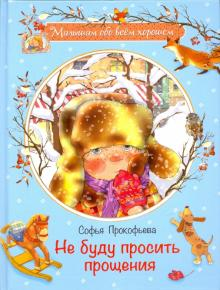 Малышам обо всём хорошем
Софья Прокофьева
Не буду просить
прощения